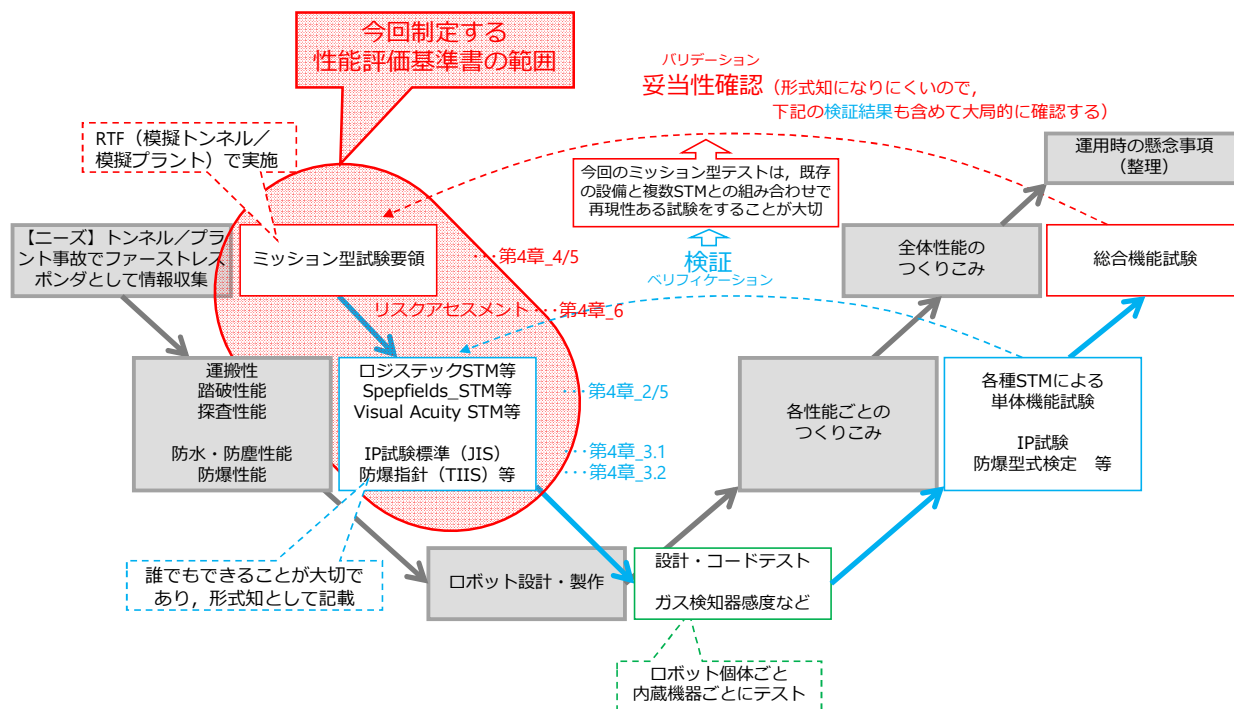 今回制定する
性能評価基準書の範囲
バリデーション
妥当性確認（形式知になりにくいので，
下記の検証結果も含めて大局的に確認する）
RTF（模擬トンネル／
模擬プラント）で実施
今回のミッション型テストは，既存
の設備と複数STMとの組み合わせで
再現性ある試験をすることが大切
運用時の懸念事項
（整理）
【ニーズ】トンネル／プラ
ント事故でファーストレス
ポンダとして情報収集
ミッション型試験要領
･･･第4章_4/5
検証
ベリフィケーション
全体性能の
つくりこみ
総合機能試験
リスクアセスメント･･･第4章_6
運搬性
踏破性能
探査性能
防水・防塵性能
防爆性能
ロジステックSTM等
Spepfields_STM等
Visual Acuity STM等
IP試験標準（JIS）
防爆指針（TIIS）等
･･･第4章_2/5
･･･第4章_3.1
･･･第4章_3.2
各性能ごとの
つくりこみ
各種STMによる
単体機能試験
IP試験
防爆型式検定　等
誰でもできることが大切で
あり，形式知として記載
ロボット設計・製作
設計・コードテスト
ガス検知器感度など
ロボット個体ごと
内蔵機器ごとにテスト